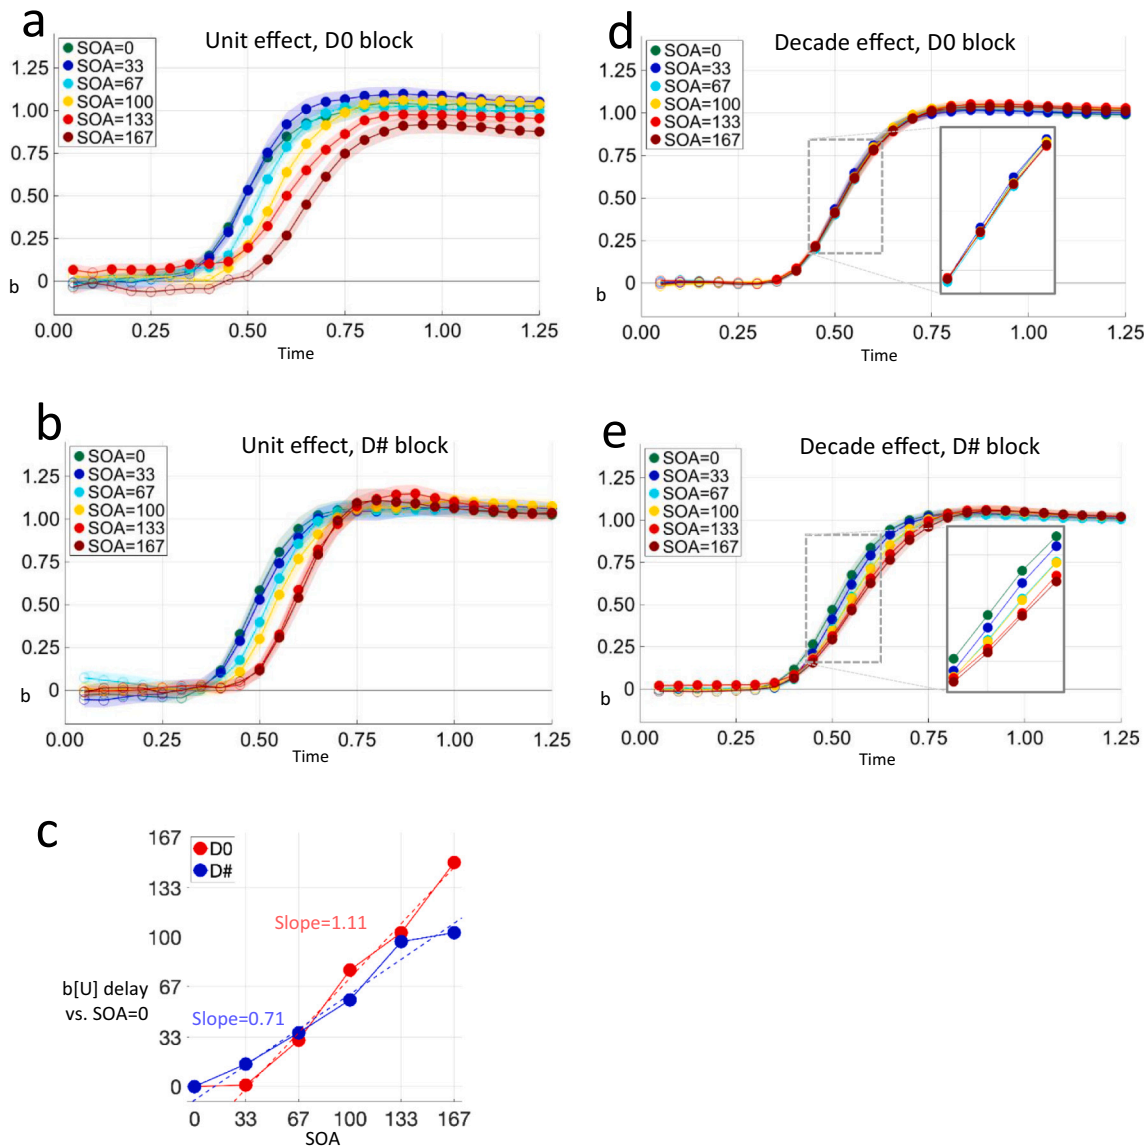 a
Unit effect, D0 block
SOA=0
SOA=33
SOA=67
SOA=100
SOA=133
SOA=167
1.25
1.00
0.75
0.50
0.25
0
b
0.00 0.25 0.50 0.75 1.00 1.25
Time
d
Decade effect, D0 block
SOA=0
SOA=33
SOA=67
SOA=100
SOA=133
SOA=167
1.25
1.00
0.75
0.50
0.25
0
b
0.00 0.25 0.50 0.75 1.00 1.25
Time
b
Unit effect, D# block
SOA=0
SOA=33
SOA=67
SOA=100
SOA=133
SOA=167
1.25
1.00
0.75
0.50
0.25
0
b
0.00 0.25 0.50 0.75 1.00 1.25
Time
e
Decade effect, D# block
SOA=0
SOA=33
SOA=67
SOA=100
SOA=133
SOA=167
1.25
1.00
0.75
0.50
0.25
0
b
0.00 0.25 0.50 0.75 1.00 1.25
Time
c
D0
D#
167
133
100
67
33
0
Slope=1.11
Slope=0.71
b[U] delay
vs. SOA=0
0 33 67 100 133 167
SOA